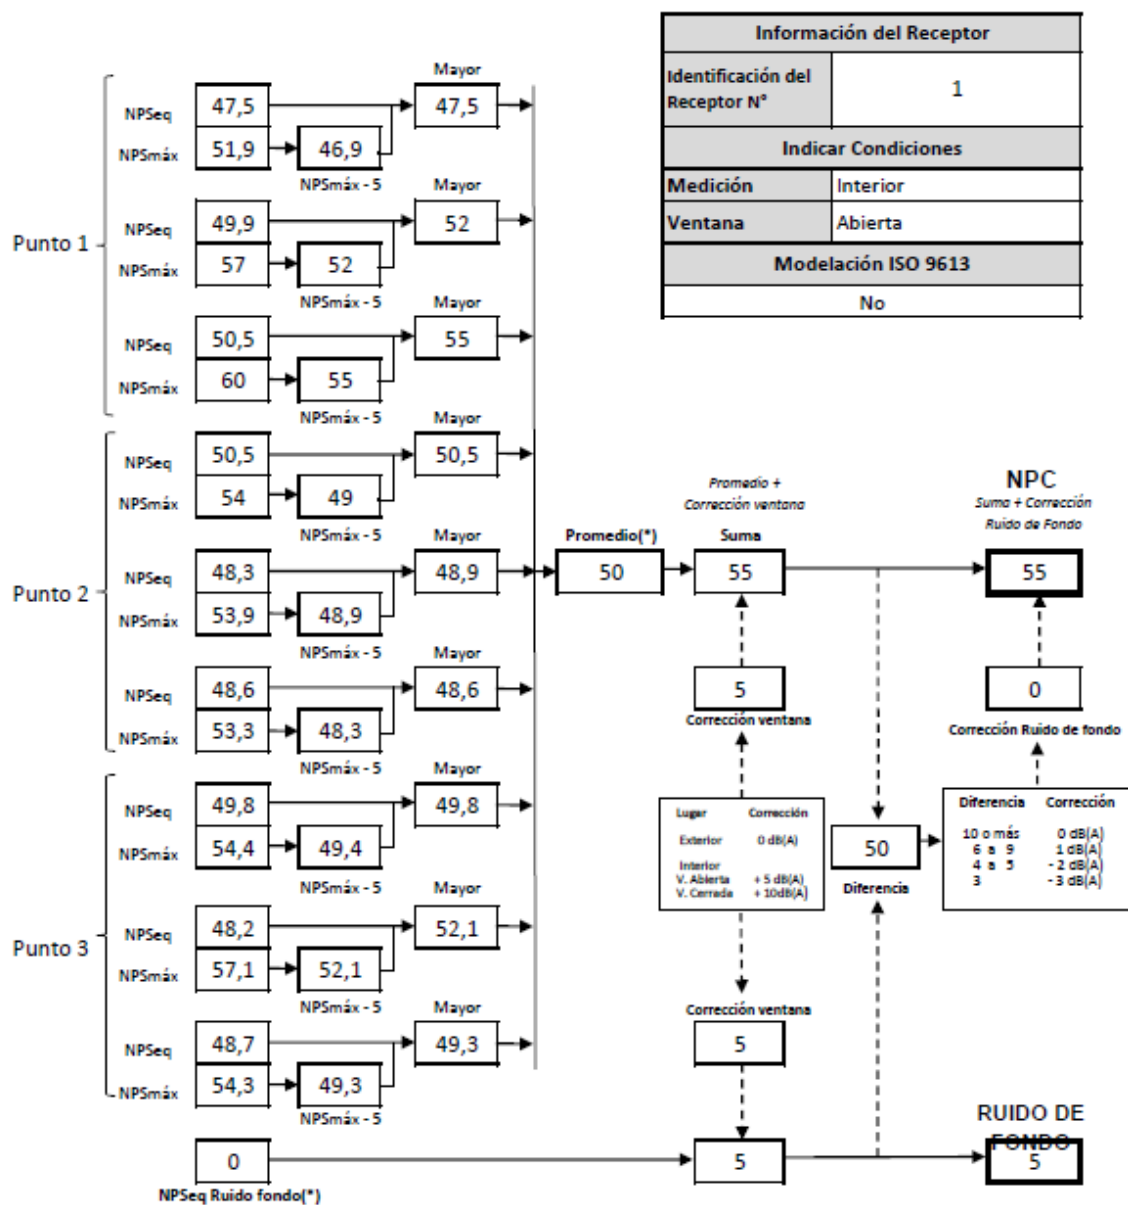 Información del Receptor
Identificación del Receptor N°
1
Indicar Condiciones
Medición Interior
Ventana Abierta
Modelación ISO 9613
No
Punto 1
Mayor
NPSeq 47,5 47,5
NPSmáx 51,9 46,9
NPSmáx - 5
Mayor
NPSeq 49,9 52
NPSmáx 57 52
NPSmáx - 5
Mayor
NPSeq 50,5 55
NPSmáx 60 55
NPSmáx - 5
Punto 2
Mayor
NPSeq 50,5 50,5
NPSmáx 54 49
NPSmáx - 5
Mayor
NPSeq 48,3 48,9
NPSmáx 53,9 48,9
NPSmáx - 5
Mayor
NPSeq 48,6 48,6
NPSmáx 53,3 48,3
NPSmáx - 5
Punto 3
Mayor
NPSeq 49,8 49,8
NPSmáx 54,4 49,4
NPSmáx - 5
Mayor
NPSeq 48,2 52,1
NPSmáx 57,1 52,1
NPSmáx - 5
Mayor
NPSeq 48,7 49,3
NPSmáx 54,3 49,3
NPSmáx - 5
0
NPSeq Ruido fondo(*)
Promedio(*)
50
Promedio +
Corrección ventana
Suma
55
5
Corrección ventana
Lugar Corrección
Exterior 0 dB(A)
Interior
V. Abierta + 5 dB(A)
V. Cerrada + 10dB(A)
Corrección ventana
5
5
50
Diferencia
NPC
Suma + Corrección
Ruido de Fondo
55
0
Corrección Ruido de fondo
Diferencia Corrección
10 o más 0 dB(A)
6 a 9 1 dB(A)
4 a 5 - 2 dB(A)
3 - 3 dB(A)
RUIDO DE
FONDO
5